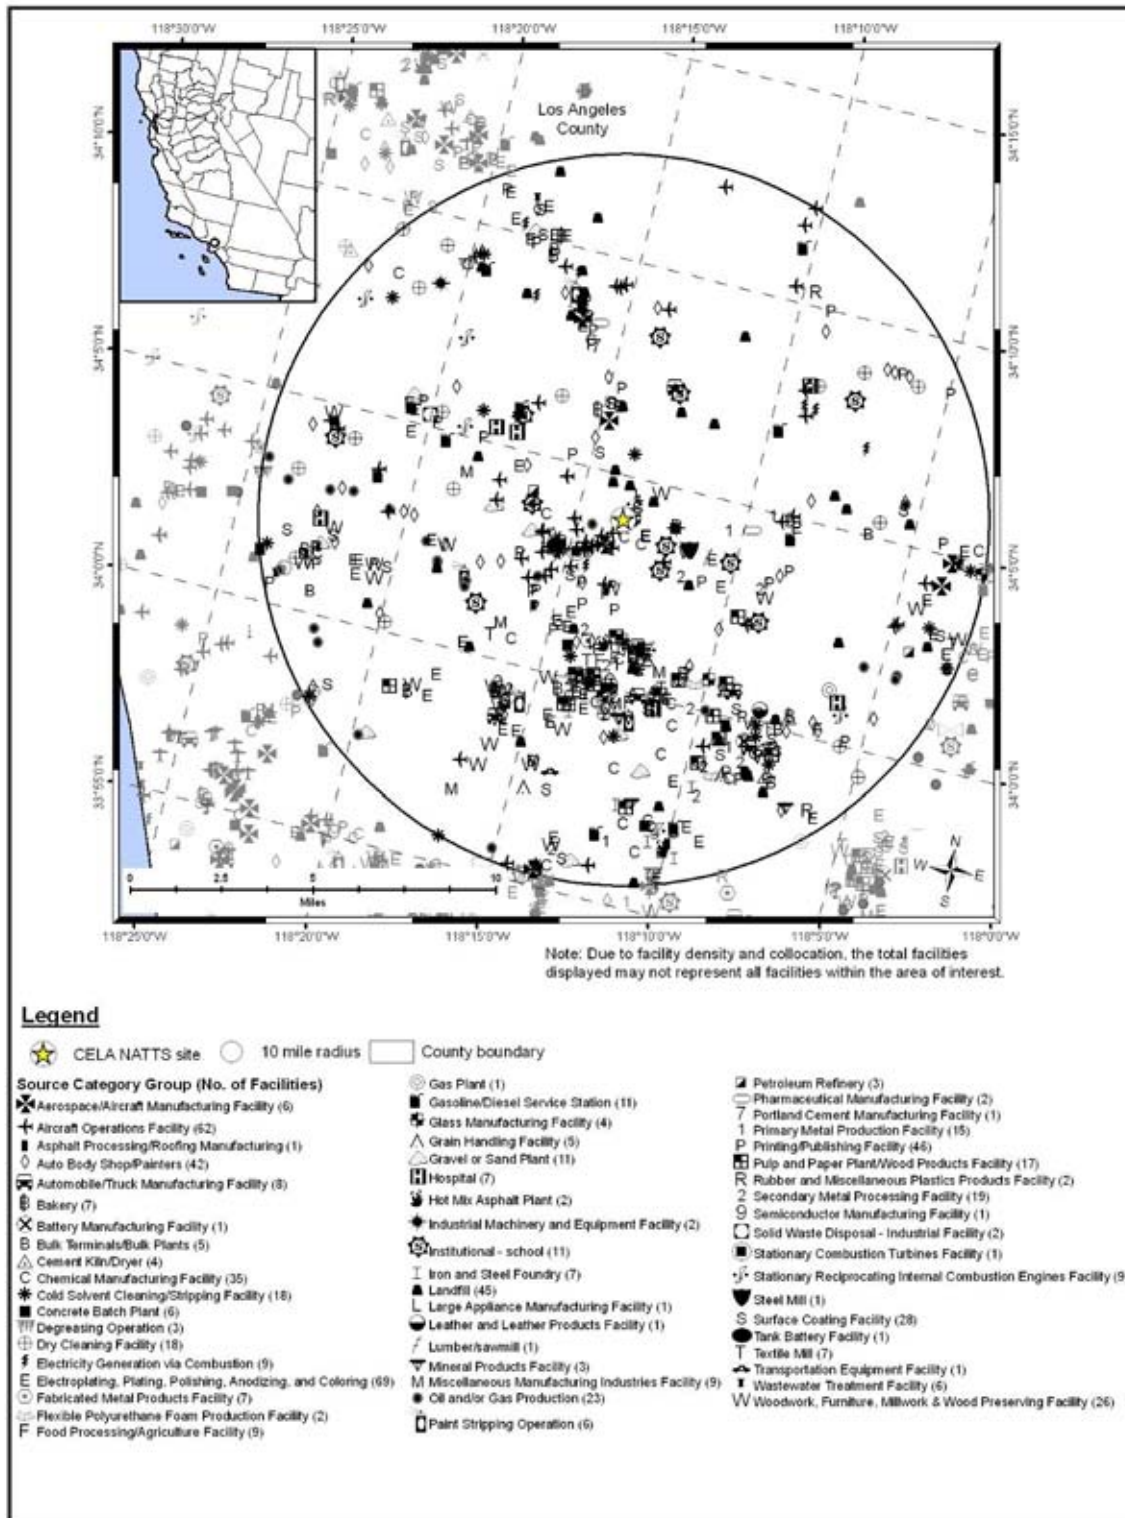 118°30'0"W 118°25'0"W 118°20'0"W 118°15'0"W 118°10'0"W
Los Angeles
County
34°15'0"N
34°10'0"N
34°10'0"N
34°5'0"N
34°5'0"N
34°0'0"N
34°0'0"N
33°55'0"N
N
W E
S
0 2.5 5 10
Miles
118°25'0"W 118°20'0"W 118°15'0"W 118°10'0"W 118°5'0"W 118°0'0"W
Note: Due to facility density and collocation, the total facilities
displayed may not represent all facilities within the area of interest.
Legend
CELA NATTS site 10 mile radius County boundary
Source Category Group (No. of Facilities)
Aerospace/Aircraft Manufacturing Facility (6)
Aircraft Operations Facility (62)
Asphalt Processing/Roofing Manufacturing (1)
Auto Body Shop/Painters (42)
Automobile/Truck Manufacturing Facility (8)
Bakery (7)
Battery Manufacturing Facility (1)
B Bulk Terminals/Bulk Plants (5)
Cement Kiln/Dryer (4)
C Chemical Manufacturing Facility (35)
Cold Solvent Cleaning/Stripping Facility (18)
Concrete Batch Plant (6)
Degreasing Operation (3)
Dry Cleaning Facility (18)
Electricity Generation via Combustion (9)
E Electroplating, Plating, Polishing, Anodizing, and Coloring (69)
Fabricated Metal Products Facility (7)
Flexible Polyurethane Foam Production Facility (2)
F Food Processing/Agriculture Facility (9)
Gas Plant (1)
Gasoline/Diesel Service Station (11)
Glass Manufacturing Facility (4)
Grain Handling Facility (5)
Gravel or Sand Plant (11)
H Hospital (7)
Hot Mix Asphalt Plant (2)
Industrial Machinery and Equipment Facility (2)
S Institutional - school (11)
I Iron and Steel Foundry (7)
Landfill (45)
L Large Appliance Manufacturing Facility (1)
Leather and Leather Products Facility (1)
Lumber/sawmill (1)
Mineral Products Facility (3)
M Miscellaneous Manufacturing Industries Facility (9)
Oil and/or Gas Production (23)
Paint Stripping Operation (6)
Petroleum Refinery (3)
Pharmaceutical Manufacturing Facility (2)
7 Portland Cement Manufacturing Facility (1)
1 Primary Metal Production Facility (15)
P Printing/Publishing Facility (46)
Pulp and Paper Plant/Wood Products Facility (17)
R Rubber and Miscellaneous Plastics Products Facility (2)
2 Secondary Metal Processing Facility (19)
9 Semiconductor Manufacturing Facility (1)
Solid Waste Disposal - Industrial Facility (2)
Stationary Combustion Turbines Facility (1)
Stationary Reciprocating Internal Combustion Engines Facility (9
Steel Mill (1)
S Surface Coating Facility (28)
Tank Battery Facility (1)
T Textile Mill (7)
Transportation Equipment Facility (1)
Wastewater Treatment Facility (6)
W Woodwork, Furniture, Millwork & Wood Preserving Facility (26)